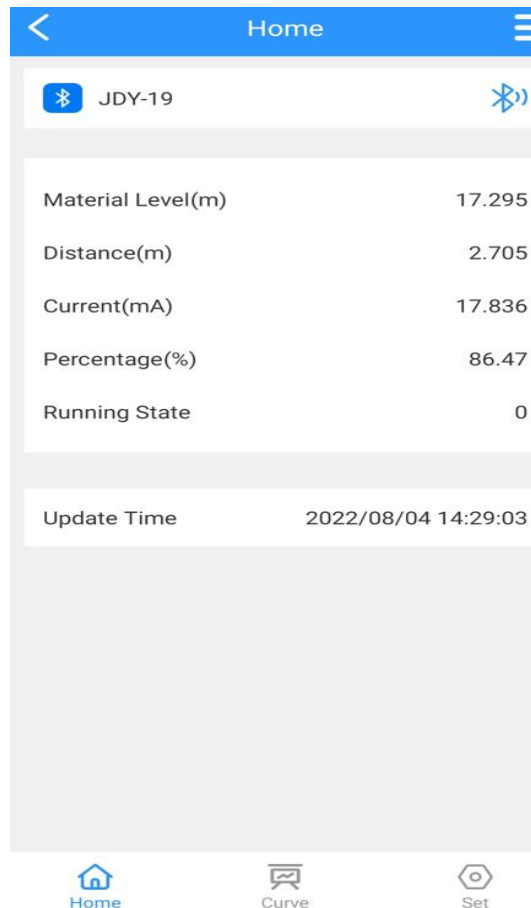 Home
JDY-19
Material Level(m) 17.295
Distance(m) 2.705
Current(mA) 17.836
Percentage(%) 86.47
Running State 0
Update Time 2022/08/04 14:29:03
Home Curve Set